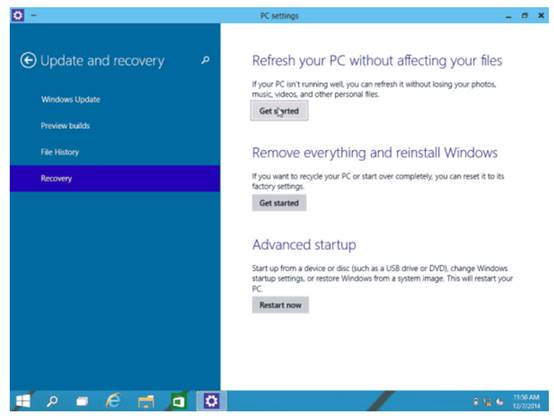 PC settings
Update and recovery
Windows Update
Preview builds
File History
Recovery
Refresh your PC without affecting your files
If your PC isn't running well, you can refresh it without losing your photos,
music, videos, and other personal files.
Get started
Remove everything and reinstall Windows
If you want to recycle your PC or start over completely, you can reset it to its
factory settings.
Get started
Advanced startup
Start up from a device or disc (such as a USB drive or DVD), change Windows
startup settings, or restore Windows from a system image. This will restart your
PC.
Restart now
11:56 AM
12/7/2014